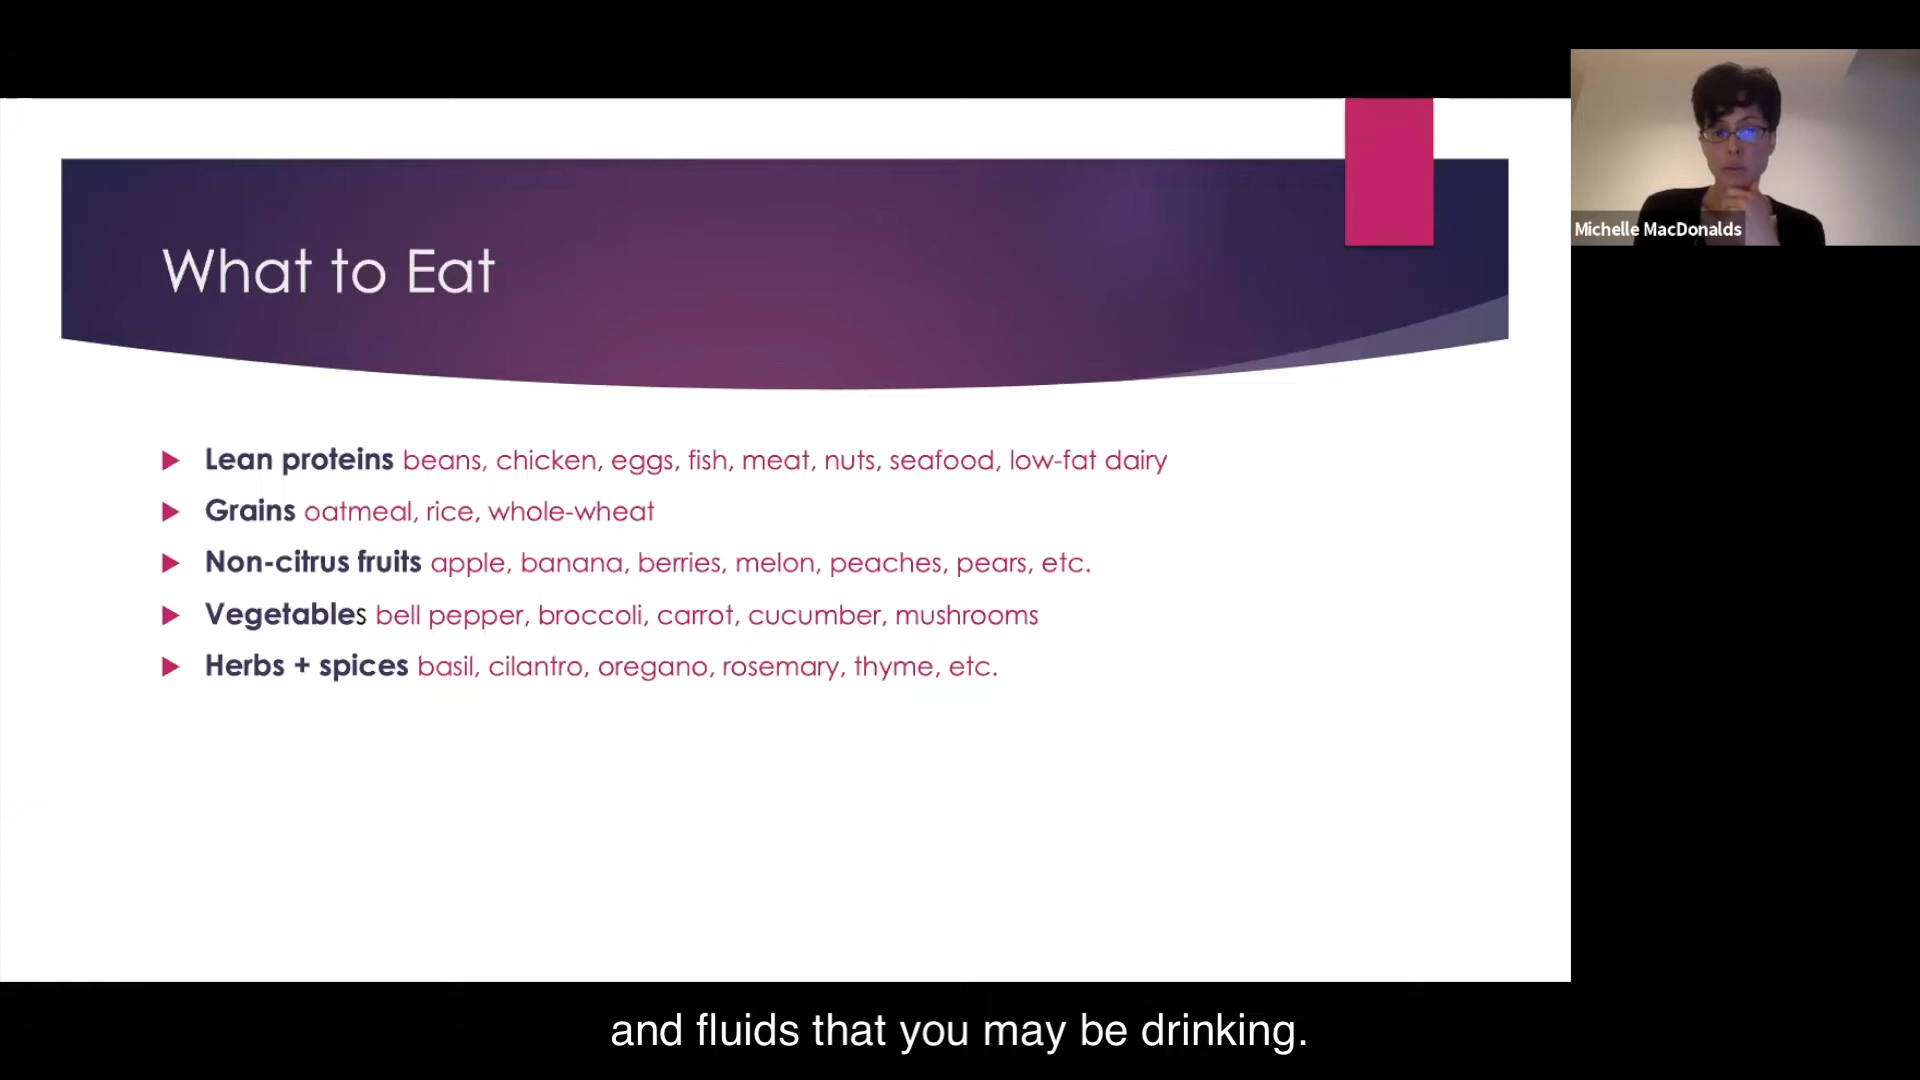 Michelle MacDonalds
What to Eat
Lean proteins beans, chicken, eggs, fish, meat, nuts, seafood, low-fat dairy
Grains oatmeal, rice, whole-wheat
Non-citrus fruits apple, banana, berries, melon, peaches, pears, etc.
Vegetables bell pepper, broccoli, carrot, cucumber, mushrooms
Herbs + spices basil, cilantro, oregano, rosemary, thyme, etc.
and fluids that you may be drinking.